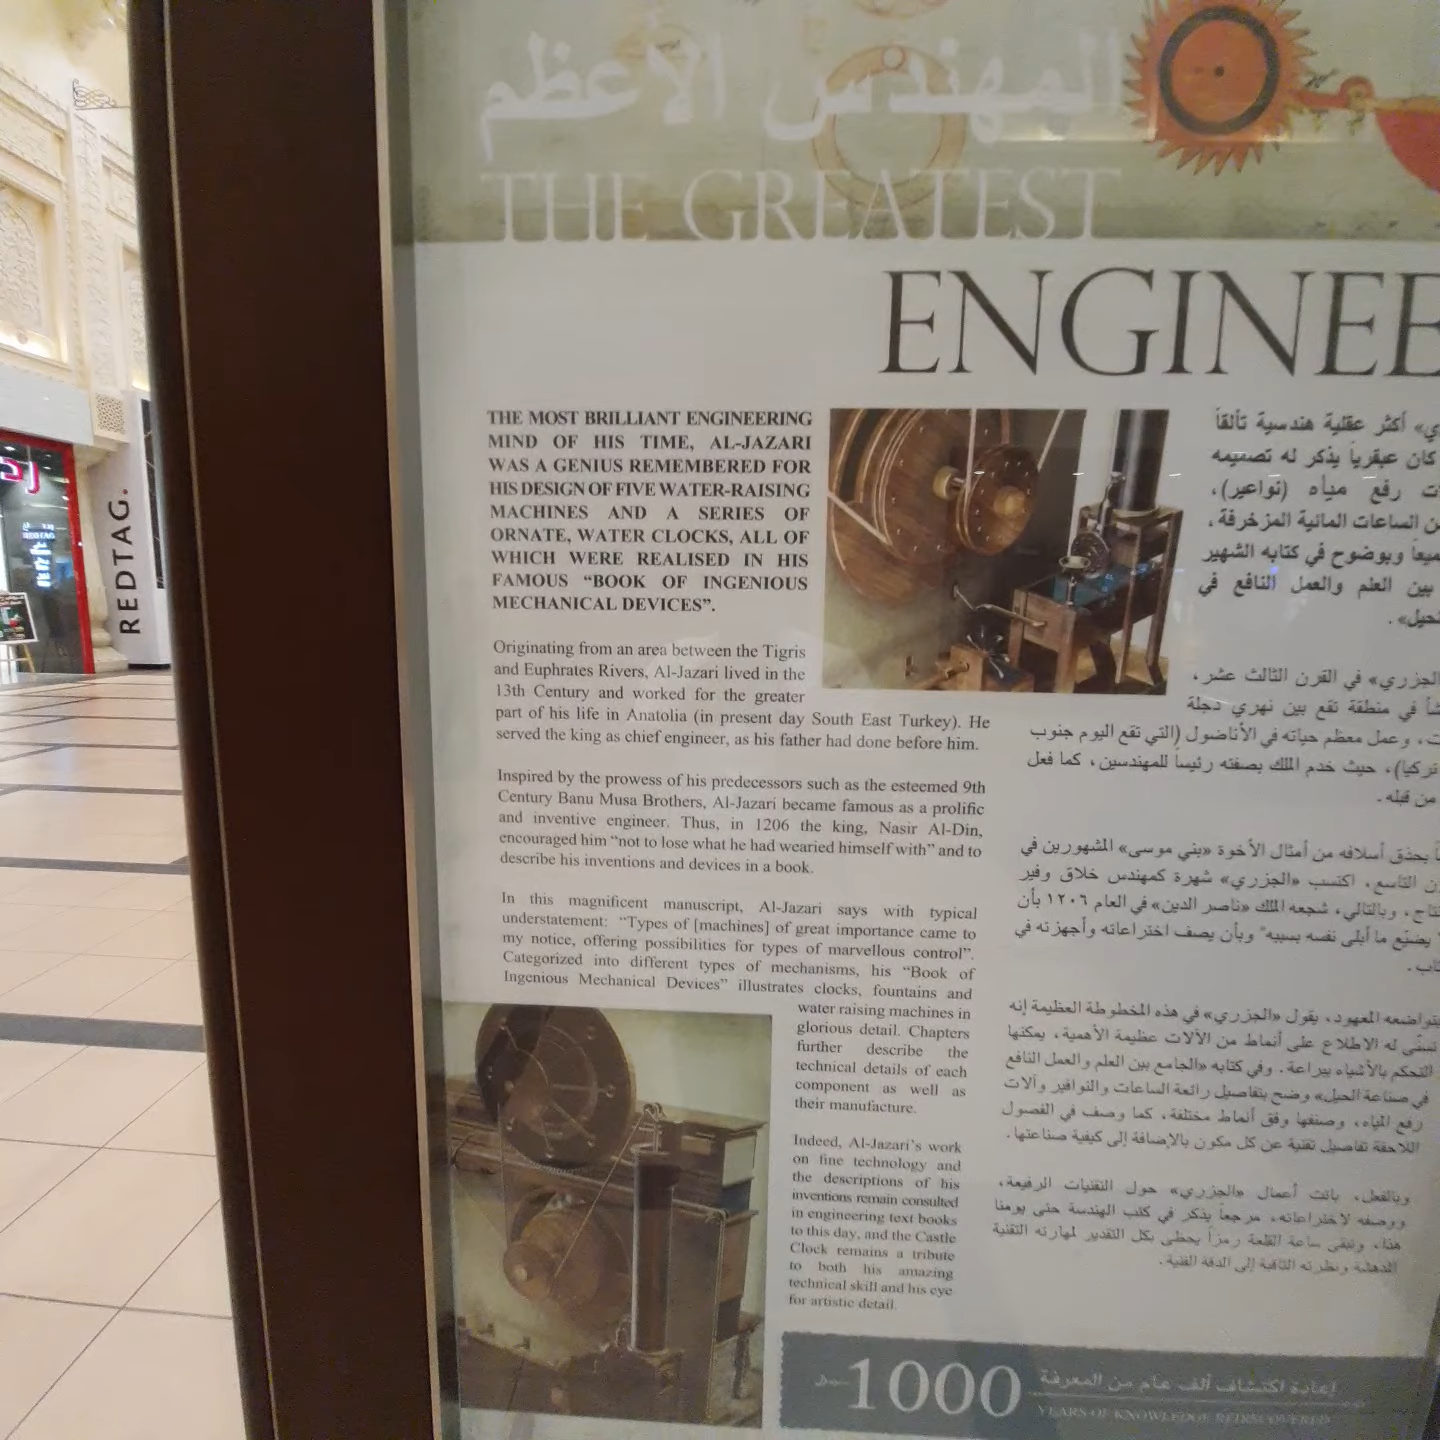 المهندس الأعظم
THE GREATEST
ENGINEE
THE MOST BRILLIANT ENGINEERING
MIND OF HIS TIME, AL-JAZARI
WAS A GENIUS REMEMBERED FOR
HIS DESIGN OF FIVE WATER-RAISING
MACHINES AND A SERIES OF
ORNATE, WATER CLOCKS, ALL OF
WHICH WERE REALISED IN HIS
FAMOUS “BOOK OF INGENIOUS
MECHANICAL DEVICES”.
Originating from an area between the Tigris
and Euphrates Rivers, Al-Jazari lived in the
13th Century and worked for the greater
part of his life in Anatolia (in present day South East Turkey). He
served the king as chief engineer, as his father had done before him.
Inspired by the prowess of his predecessors such as the esteemed 9th
Century Banu Musa Brothers, Al-Jazari became famous as a prolific
and inventive engineer. Thus, in 1206 the king, Nasir Al-Din,
encouraged him “not to lose what he had wearied himself with” and to
describe his inventions and devices in a book.
In this magnificent manuscript, Al-Jazari says with typical
understatement: “Types of [machines] of great importance came to
my notice, offering possibilities for types of marvellous control”.
Categorized into different types of mechanisms, his “Book of
Ingenious Mechanical Devices” illustrates clocks, fountains and
water raising machines in
glorious detail. Chapters
further describe the
technical details of each
component as well as
their manufacture.
Indeed, Al-Jazari’s work
on fine technology and
the descriptions of his
inventions remain consulted
in engineering text books
to this day, and the Castle
Clock remains a tribute
to both his amazing
technical skill and his eye
for artistic detail.
ي» أكثر عقلية هندسية تألقاً
كان عبقرياً يذكر له تصميمه
ت رفع مياه (نواعير)،
ن الساعات المائية المزخرفة،
ميعاً وبوضوح في كتابه الشهير
بين العلم والعمل النافع في
لحيل».
الجزري» في القرن الثالث عشر،
شأ في منطقة تقع بين نهري دجلة
ت، وعمل معظم حياته في الأناضول (التي تقع اليوم جنوب
تركيا)، حيث خدم الملك بصفته رئيساً للمهندسين، كما فعل
من قبله.
اً بحذق أسلافه من أمثال الأخوة «بني موسى» المشهورين في
ن التاسع، اكتسب «الجزري» شهرة كمهندس خلاق وفير
تاج، وبالتالي، شجعه الملك «ناصر الدين» في العام ١٢٠٦ بأن
يضيّع ما أبلى نفسه بسببه" وبأن يصف اختراعاته وأجهزته في
تاب.
بتواضعه المعهود، يقول «الجزري» في هذه المخطوطة العظيمة إنه
تسنّى له الاطلاع على أنماط من الآلات عظيمة الأهمية، يمكنها
التحكم بالأشياء ببراعة. وفي كتابه «الجامع بين العلم والعمل النافع
في صناعة الحيل» وضح بتفاصيل رائعة الساعات والنوافير وآلات
رفع المياه، وصنفها وفق أنماط مختلفة، كما وصف في الفصول
اللاحقة تفاصيل تقنية عن كل مكون بالإضافة إلى كيفية صناعتها.
وبالفعل، باتت أعمال «الجزري» حول التقنيات الرفيعة،
ووصفه لاختراعاته، مرجعاً يذكر في كتب الهندسة حتى يومنا
هذا، وتبقى ساعة القلعة رمزاً يحظى بكل التقدير لمهارته التقنية
المدهشة ونظرته الثاقبة إلى الدقة الفنية.
1000
إعادة اكتشاف ألف عام من المعرفة
YEARS OF KNOWLEDGE REDISCOVERED
REDTAG.
رد
REDTAG